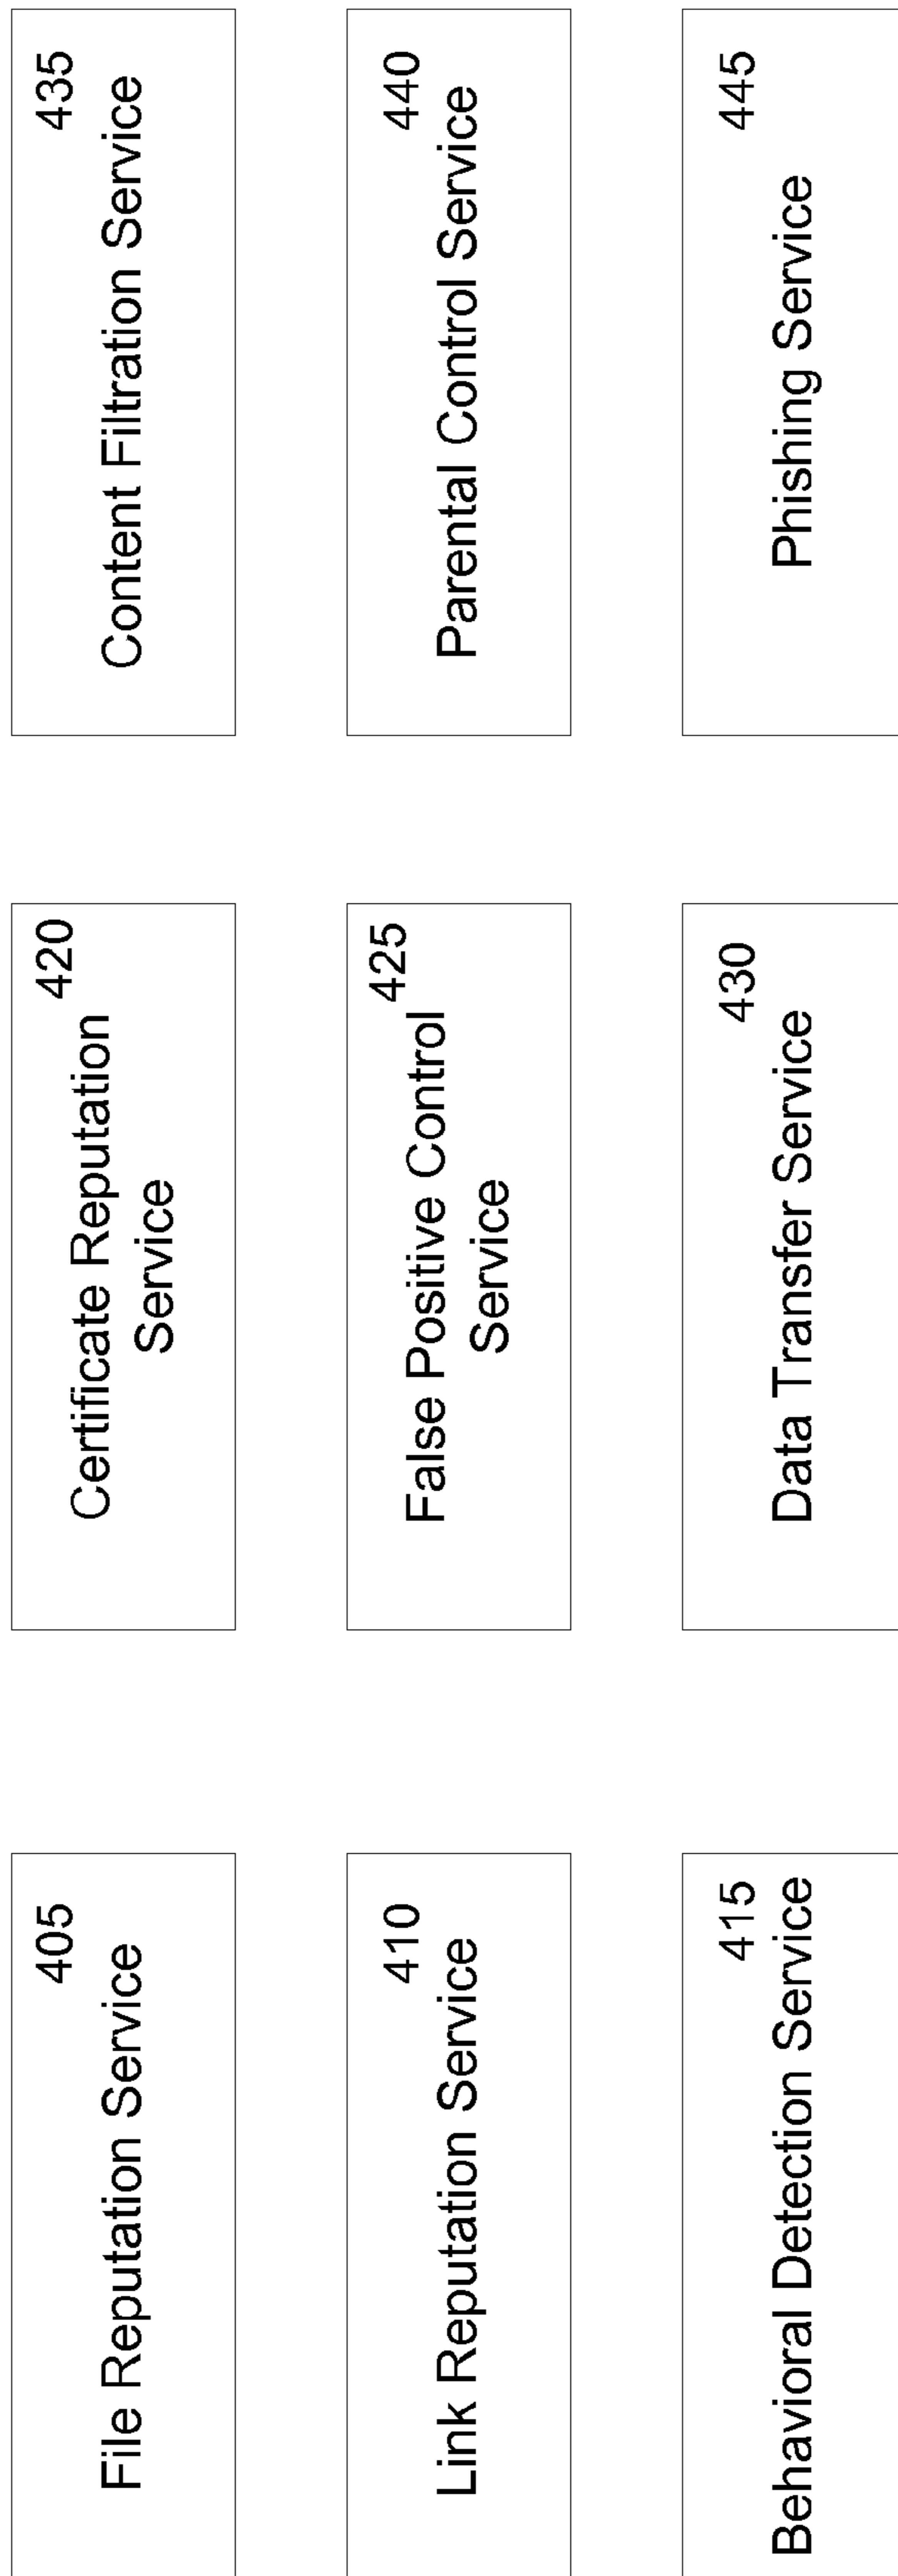 405
File Reputation Service
420
Certificate Reputation
Service
435
Content Filtration Service
410
Link Reputation Service
425
False Positive Control
Service
440
Parental Control Service
415
Behavioral Detection Service
430
Data Transfer Service
445
Phishing Service